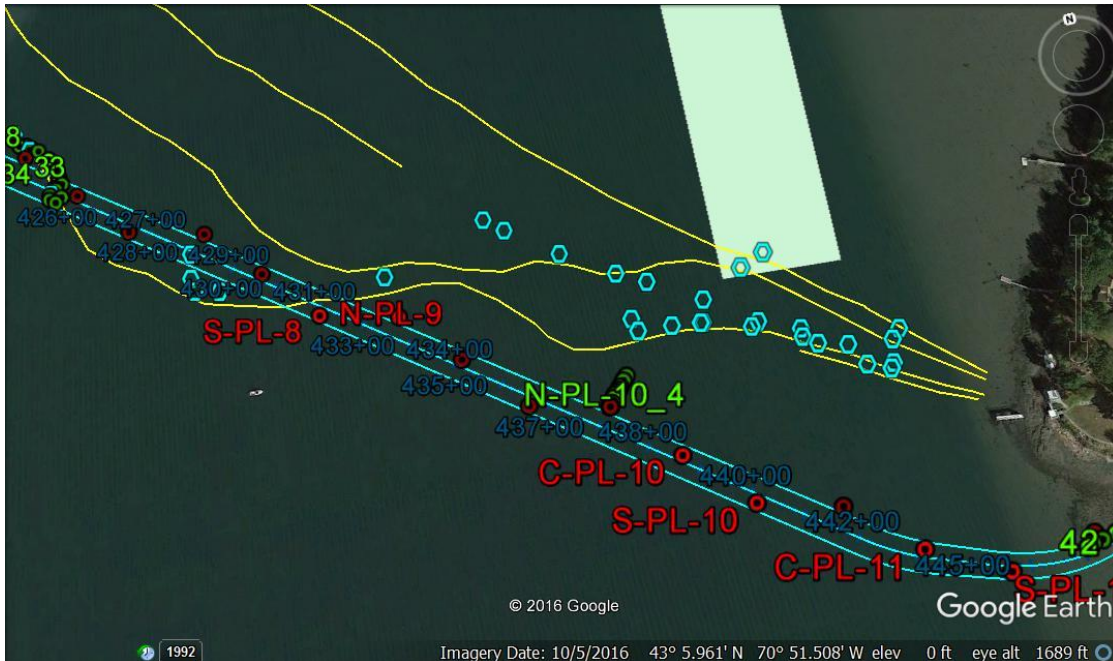 N
8
33
34
426+00
427+00
428+00
429+00
430+00
431+00
S-PL-8
N-PL-9
433+00
434+00
435+00
N-PL-10_4
437+00
438+00
C-PL-10
440+00
S-PL-10
442+00
42
C-PL-11
445+00
S-PL-1
© 2016 Google
Google Earth
1992
Imagery Date: 10/5/2016 43° 5.961' N 70° 51.508' W elev 0 ft eye alt 1689 ft